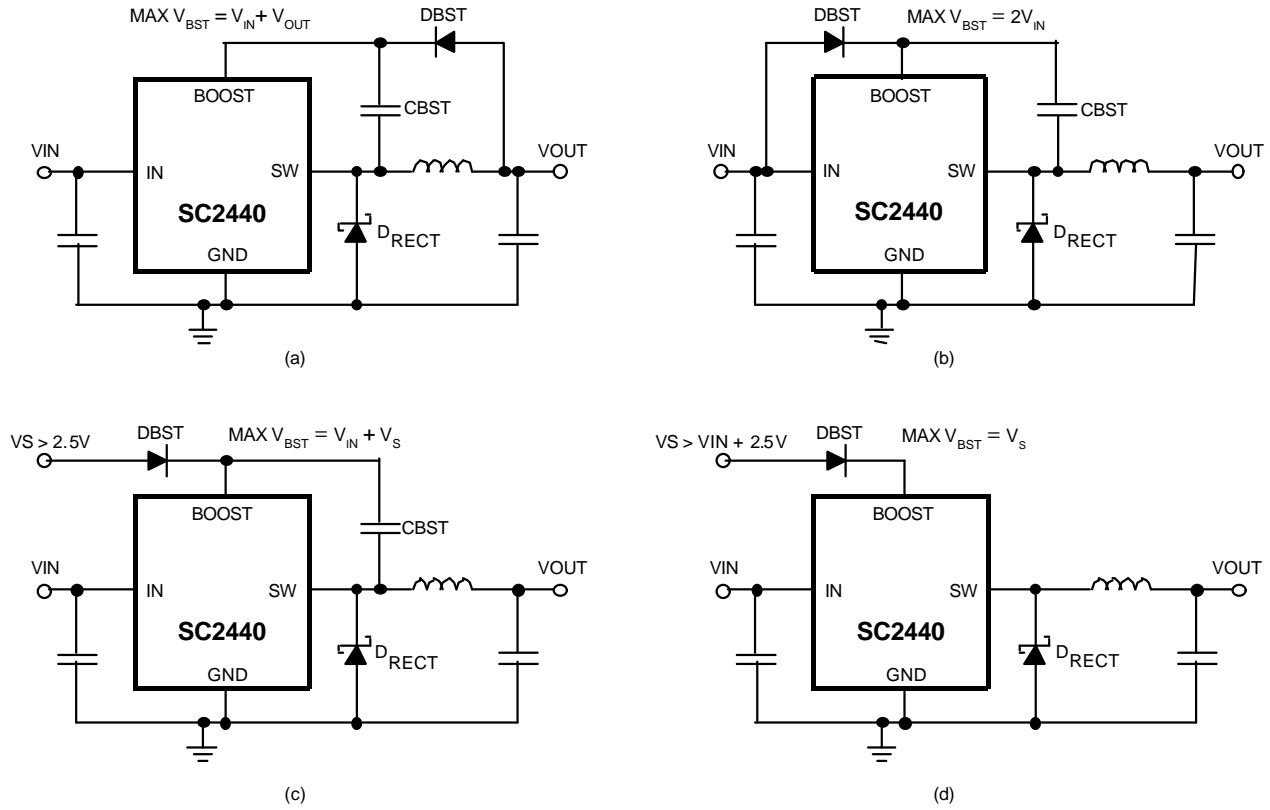 MAX V_BST = V_IN + V_OUT
DBST
BOOST
CBST
VIN
IN
SW
VOUT
SC2440
D_RECT
GND
(a)
DBST
MAX V_BST = 2V_IN
BOOST
CBST
VIN
IN
SW
VOUT
SC2440
D_RECT
GND
(b)
VS > 2.5V
DBST
MAX V_BST = V_IN + V_S
BOOST
CBST
VIN
IN
SW
VOUT
SC2440
D_RECT
GND
(c)
VS > VIN + 2.5V
DBST
MAX V_BST = V_S
BOOST
VIN
IN
SW
VOUT
SC2440
D_RECT
GND
(d)